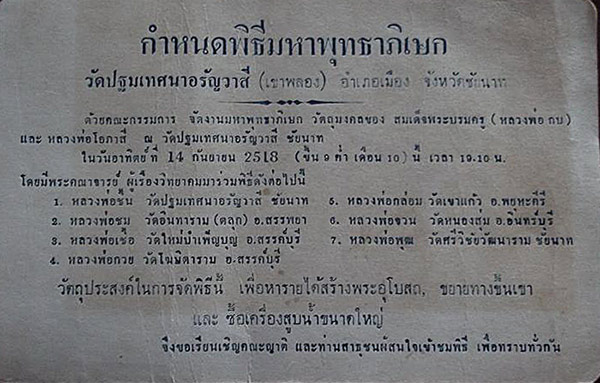 กำหนดพิธีมหาพุทธาภิเษก
วัดปฐมเทศนาอรัญวาสี (เขาพลอง) อำเภอเมือง จังหวัดชัยนาท
ด้วยคณะกรรมการ จัดงานมหาพุทธาภิเษก วัตถุมงคลของ สมเด็จพระบรมครู (หลวงพ่อ กบ)
และ หลวงพ่อโอภาสี ณ วัดปฐมเทศนาอรัญวาสี ชัยนาท
ในวันอาทิตย์ ที่ 14 กันยายน 2518 (ขึ้น 9 ค่ำ เดือน 10) นี้ เวลา 19.10 น.
โดยมีพระคณาจารย์ ผู้เรืองวิทยาคมมาร่วมพิธีดังต่อไปนี้
1. หลวงพ่อชื้น วัดปฐมเทศนาอรัญวาสี ชัยนาท
2. หลวงพ่อชม วัดอินทาราม (ตลุก) อ.สรรพยา
3. หลวงพ่อเชื้อ วัดใหม่บำเพ็ญบุญ อ.สรรค์บุรี
4. หลวงพ่อกวย วัดโฆษิตาราม อ.สรรค์บุรี
5. หลวงพ่อกล่อม วัดเขาแก้ว อ.พยุหะคีรี
6. หลวงพ่อจวน วัดหนองสุ่ม อ.อินทร์บุรี
7. หลวงพ่อพุฒ วัดศรีวิชัยวัฒนาราม ชัยนาท
วัตถุประสงค์ในการจัดพิธีนี้ เพื่อหารายได้สร้างพระอุโบสถ, ขยายทางขึ้นเขา
และ ซื้อเครื่องสูบน้ำขนาดใหญ่
จึงขอเรียนเชิญคณะญาติ และท่านสาธุชนผู้สนใจเข้าชมพิธี เพื่อทราบทั่วกัน